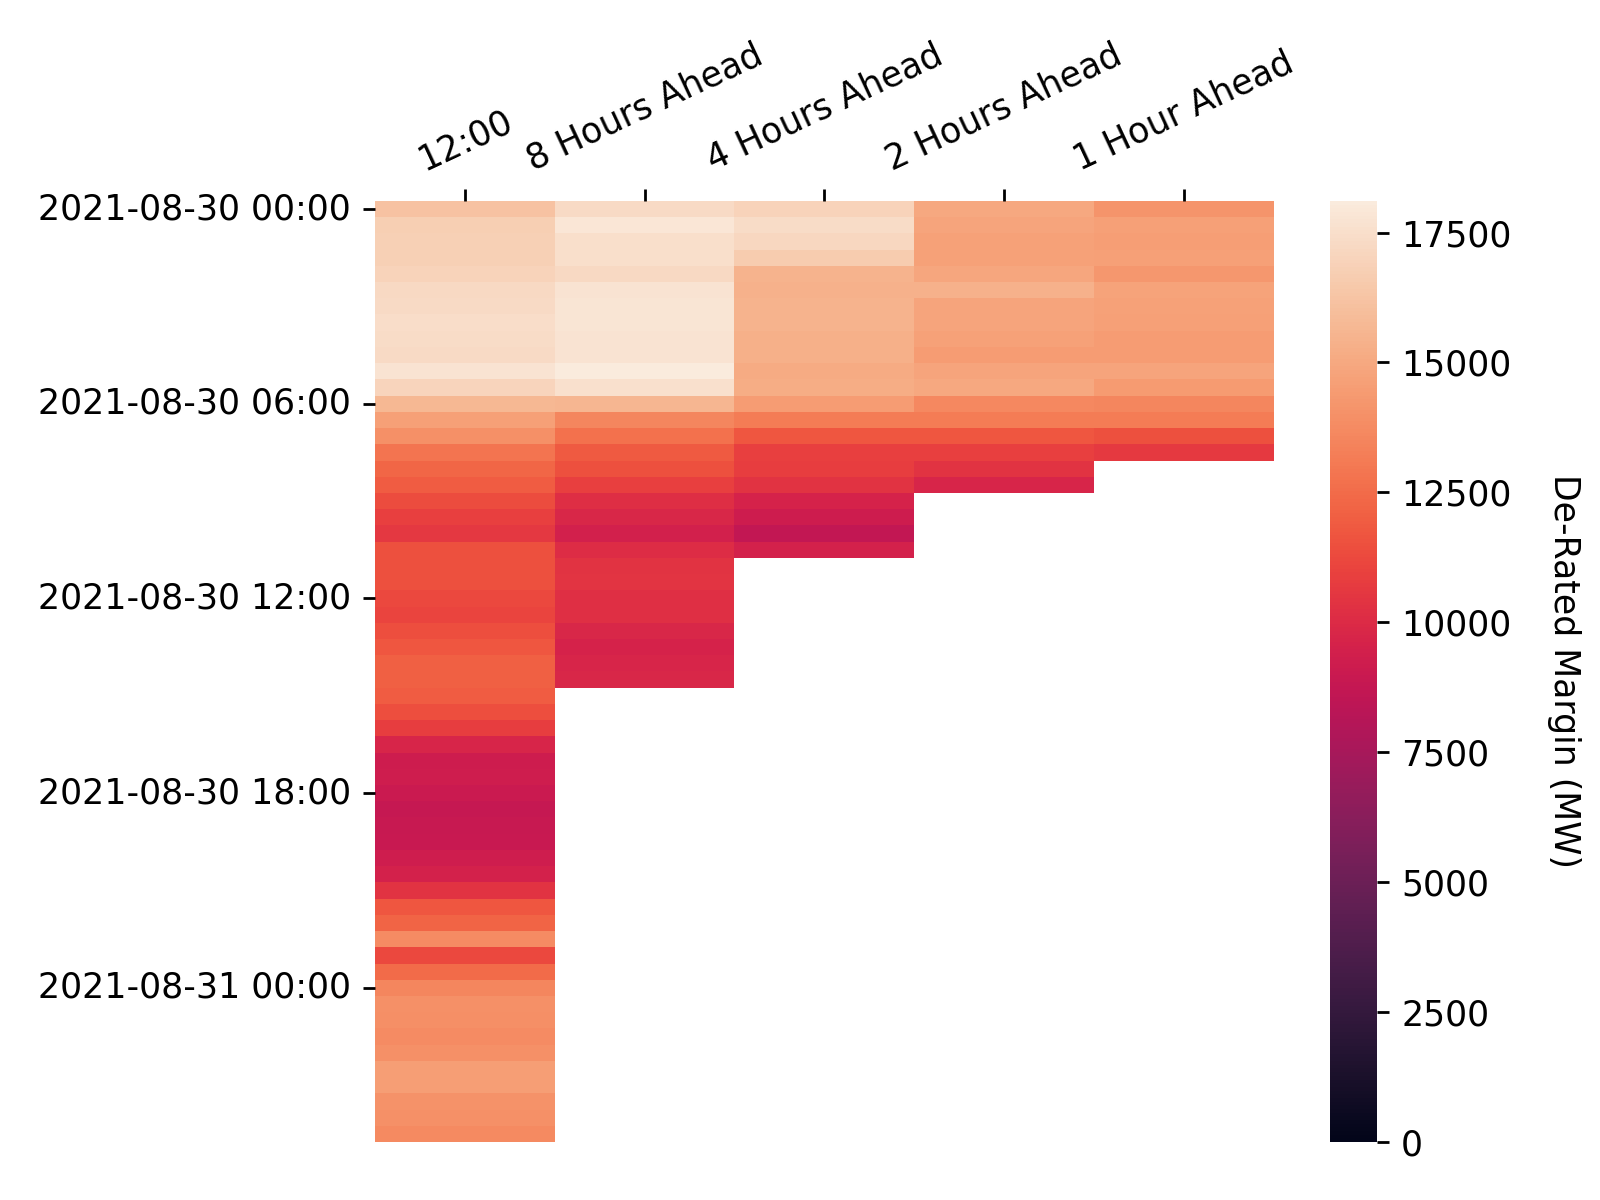 12:00
8 Hours Ahead
4 Hours Ahead
2 Hours Ahead
1 Hour Ahead
2021-08-30 00:00
2021-08-30 06:00
2021-08-30 12:00
2021-08-30 18:00
2021-08-31 00:00
17500
15000
12500
10000
7500
5000
2500
0
De-Rated Margin (MW)